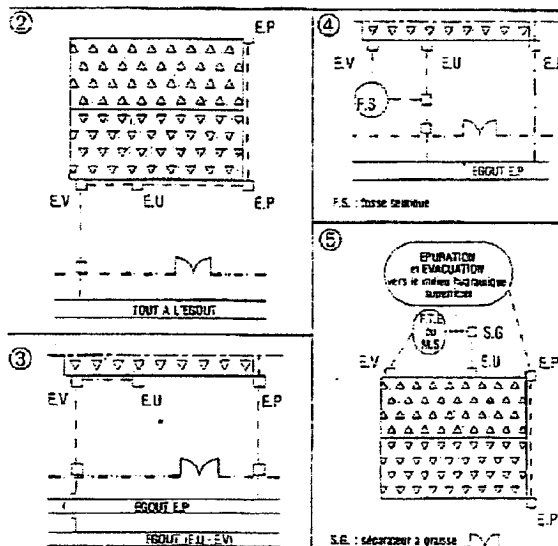 ②
E.P
E.V
E.U
E.P
TOUT A L'EGOUT
③
E.V
E.U
E.P
EGOUT E.P
EGOUT (E.U - E.V)
④
E.V
E.U
F.S.
EGOUT E.P
F.S. : fosse septique
⑤
EPURATION
et EVACUATION
vers le milieu hydraulique
superficiel
F.T.E.
ou
M.S.
S.G
E.V
E.U
E.P
E.P
S.G. : séparateur à graisse